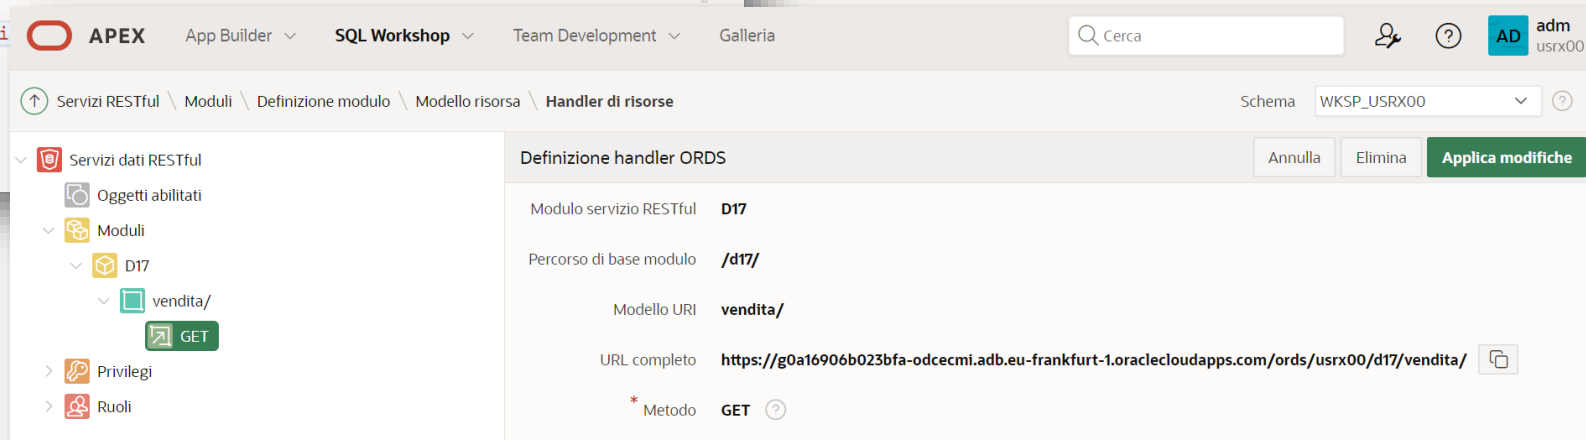 APEX App Builder SQL Workshop Team Development Galleria Cerca AD adm
usrx00
Servizi RESTful \ Moduli \ Definizione modulo \ Modello risorsa \ Handler di risorse Schema WKSP_USRX00
Servizi dati RESTful
Oggetti abilitati
Moduli
D17
vendita/
GET
Privilegi
Ruoli
Definizione handler ORDS Annulla Elimina Applica modifiche
Modulo servizio RESTful D17
Percorso di base modulo /d17/
Modello URI vendita/
URL completo https://g0a16906b023bfa-odcecmi.adb.eu-frankfurt-1.oraclecloudapps.com/ords/usrx00/d17/vendita/
* Metodo GET